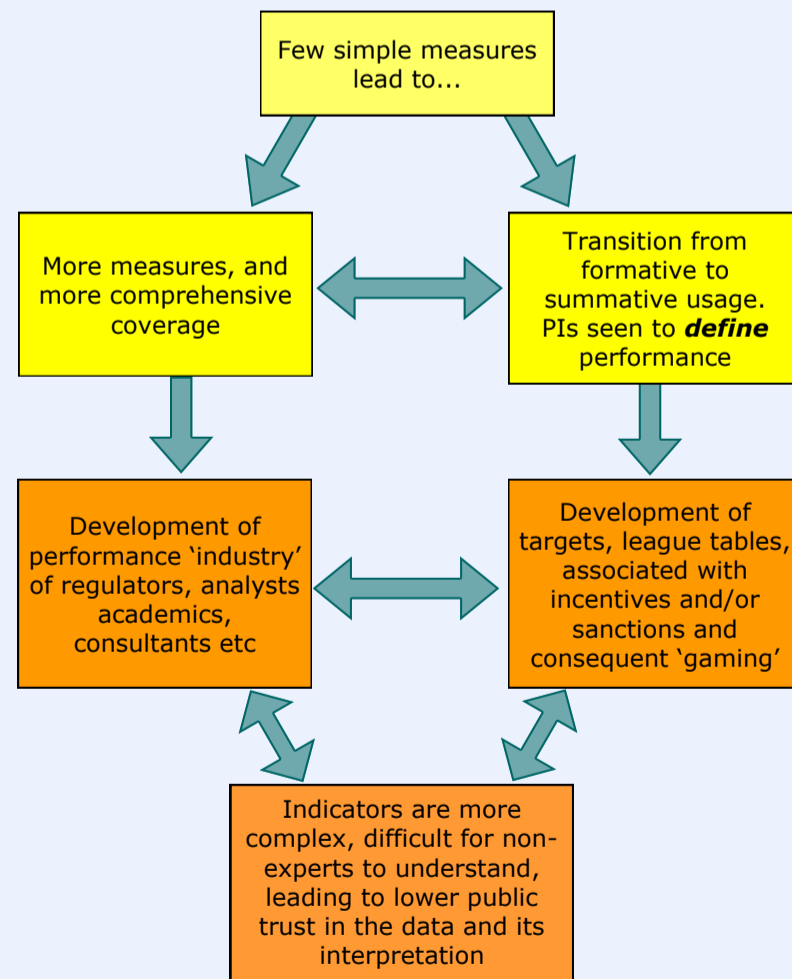 Few simple measures
lead to...
More measures, and
more comprehensive
coverage
Transition from
formative to
summative usage.
PIs seen to define
performance
Development of
performance ‘industry’
of regulators, analysts
academics,
consultants etc
Development of
targets, league tables,
associated with
incentives and/or
sanctions and
consequent ‘gaming’
Indicators are more
complex, difficult for non-
experts to understand,
leading to lower public
trust in the data and its
interpretation